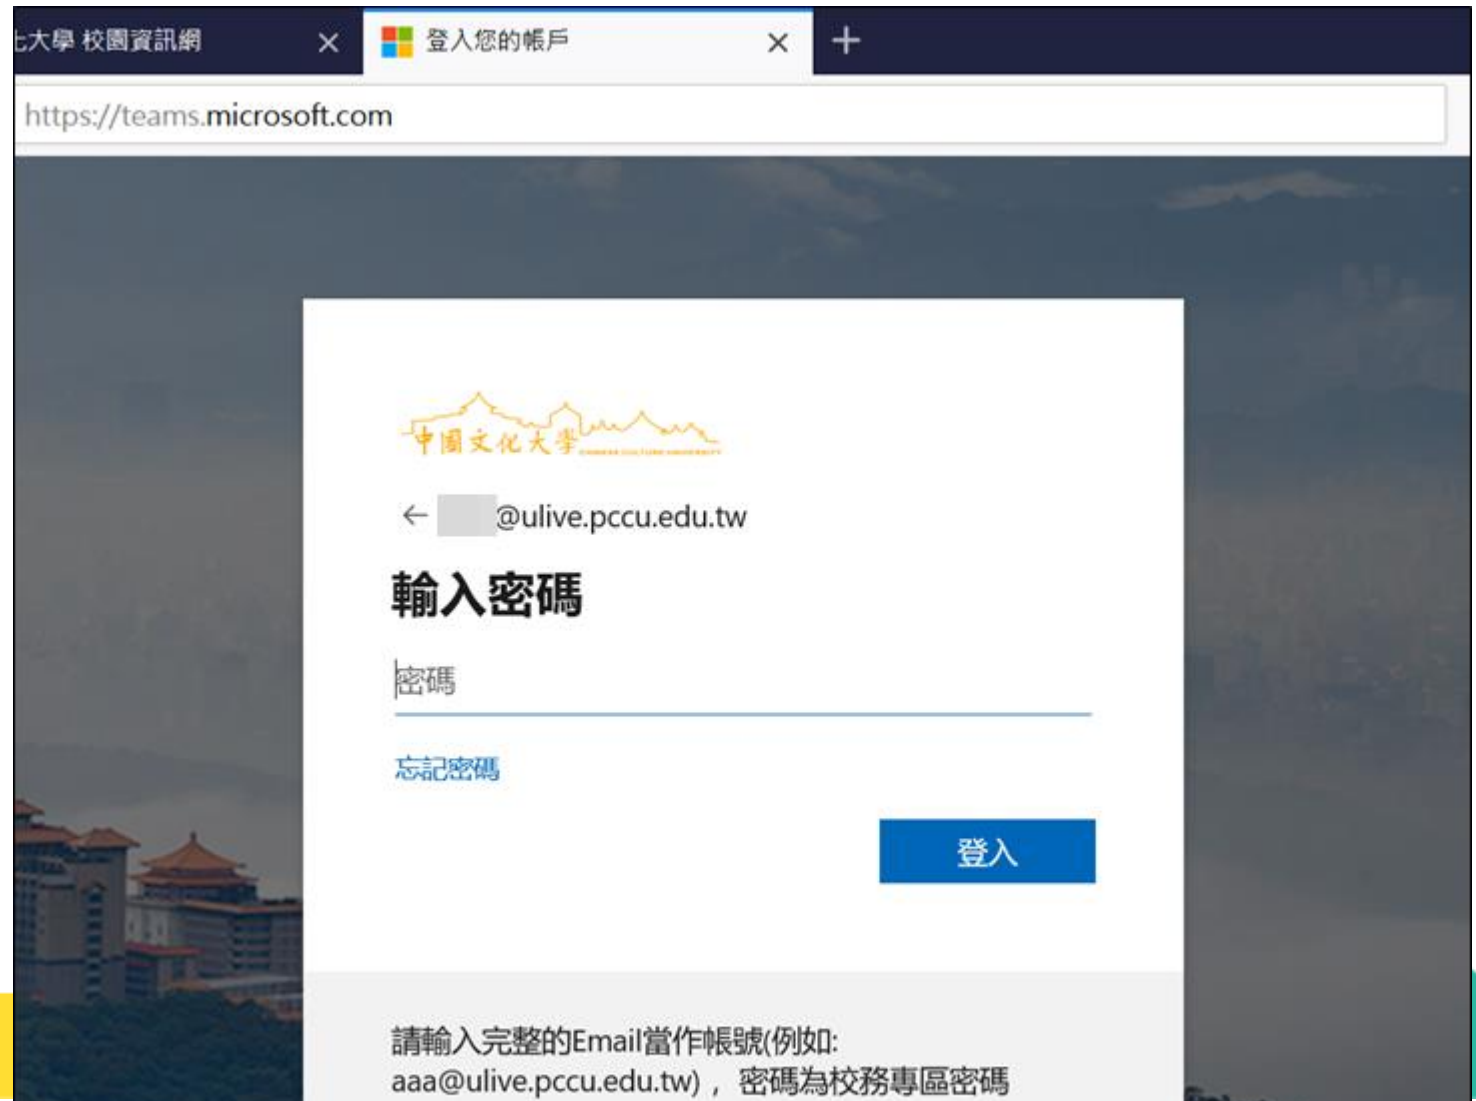 大學 校園資訊網
登入您的帳戶
https://teams.microsoft.com
中國文化大學
CHINESE CULTURE UNIVERSITY
@ulive.pccu.edu.tw
輸入密碼
密碼
忘記密碼
登入
請輸入完整的Email當作帳號(例如:
aaa@ulive.pccu.edu.tw) , 密碼為校務專區密碼